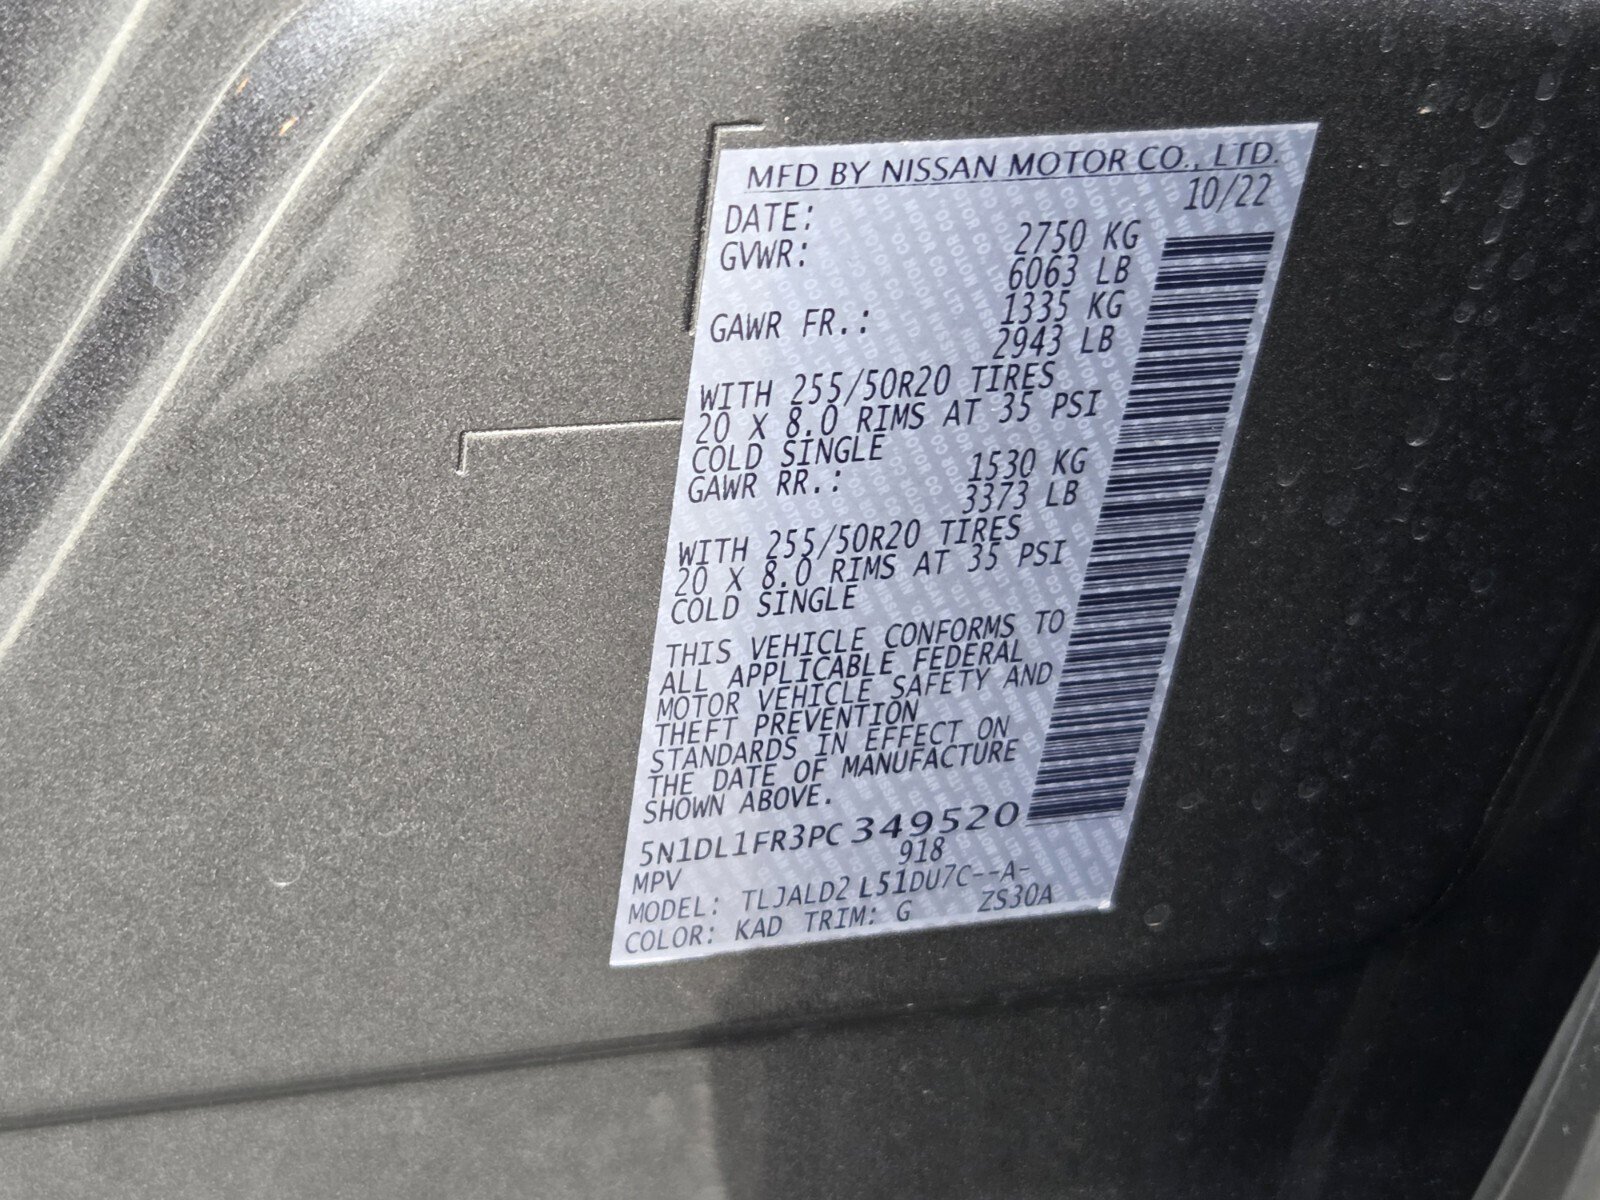 MFD BY NISSAN MOTOR CO., LTD.
DATE: 10/22
GVWR: 2750 KG
6063 LB
GAWR FR.: 1335 KG
2943 LB
WITH 255/50R20 TIRES
20 X 8.0 RIMS AT 35 PSI
COLD SINGLE
GAWR RR.: 1530 KG
3373 LB
WITH 255/50R20 TIRES
20 X 8.0 RIMS AT 35 PSI
COLD SINGLE
THIS VEHICLE CONFORMS TO
ALL APPLICABLE FEDERAL
MOTOR VEHICLE SAFETY AND
THEFT PREVENTION
STANDARDS IN EFFECT ON
THE DATE OF MANUFACTURE
SHOWN ABOVE.
5N1DL1FR3PC 349520
MPV 918
MODEL: TLJALD2 L51DU7C--A-
COLOR: KAD TRIM: G ZS30A